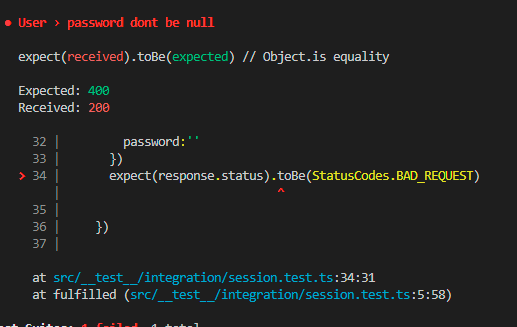 ● User › password dont be null
expect(received).toBe(expected) // Object.is equality
Expected: 400
Received: 200
32 | password:''
33 | })
> 34 | expect(response.status).toBe(StatusCodes.BAD_REQUEST)
| ^
35 |
36 | })
37 |
at src/__test__/integration/session.test.ts:34:31
at fulfilled (src/__test__/integration/session.test.ts:5:58)